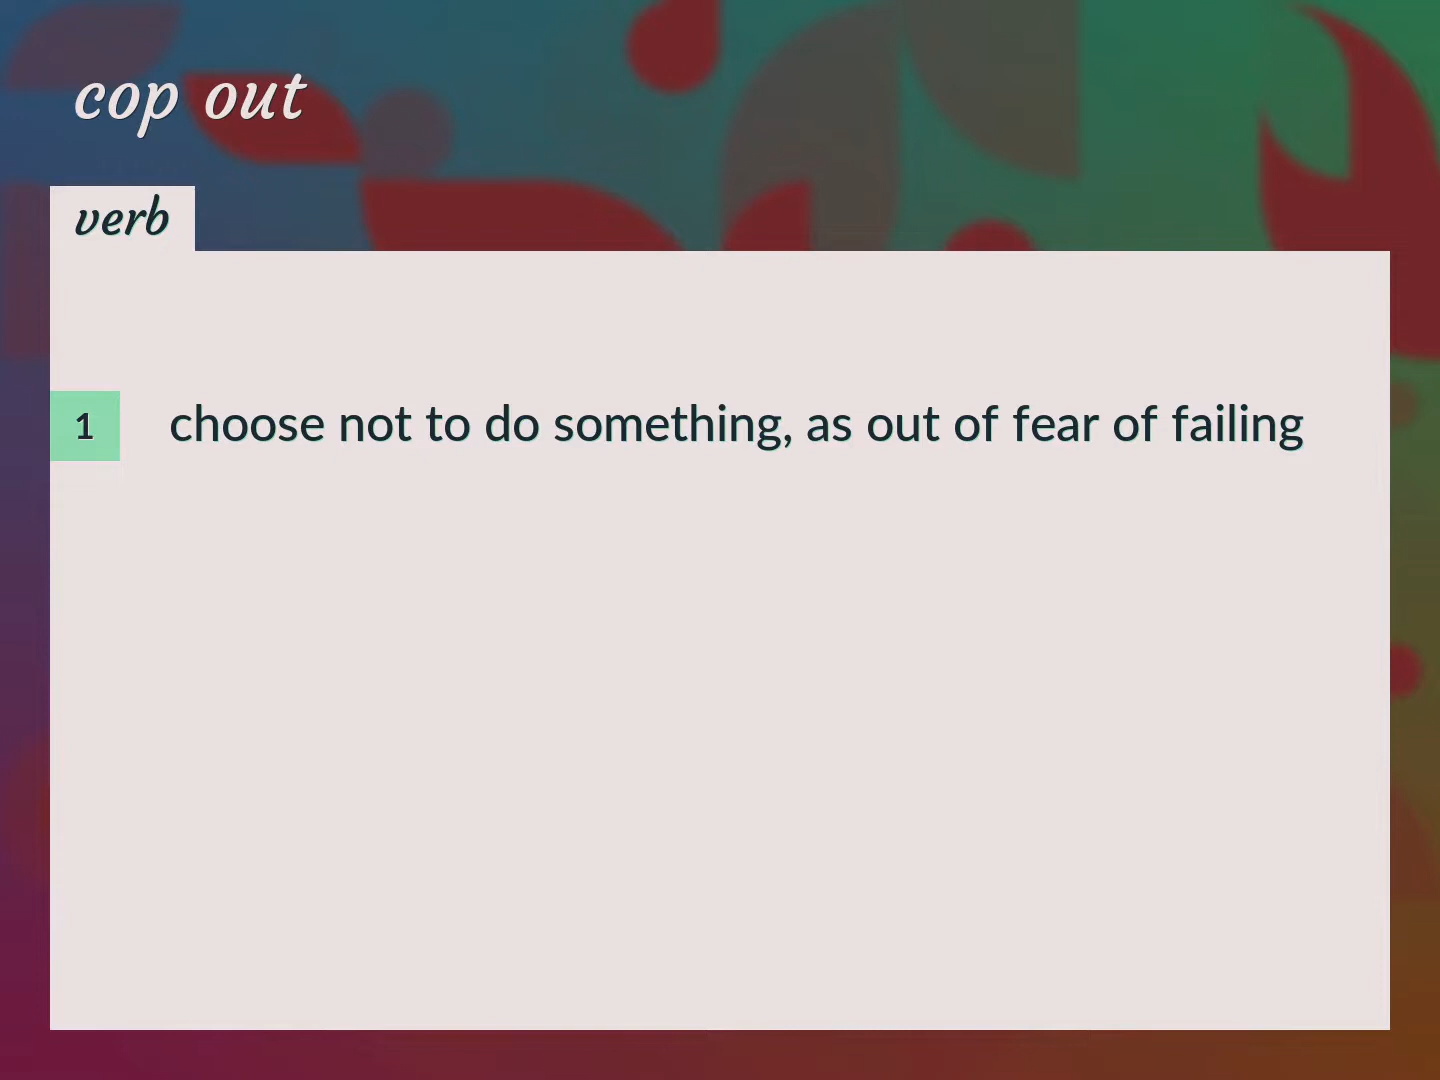 cop out
verb
1 choose not to do something, as out of fear of failing